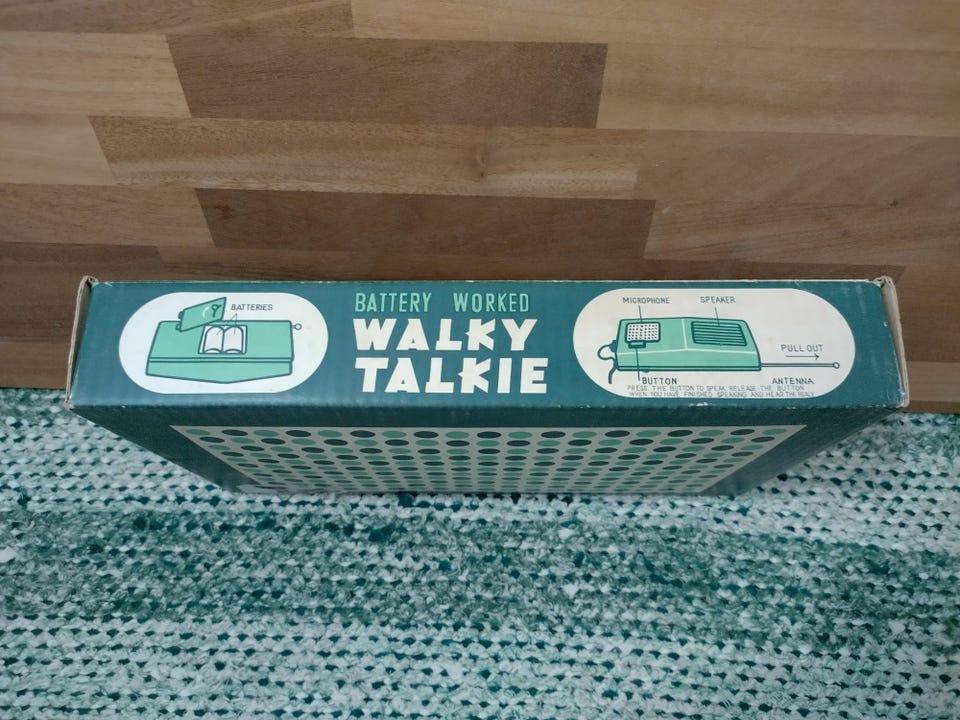 BATTERIES
BATTERY WORKED
WALKY
TALKIE
MICROPHONE SPEAKER
PULL OUT
BUTTON ANTENNA
PRESS THE BUTTON TO SPEAK. RELEASE THE BUTTON
WHEN YOU HAVE FINISHED SPEAKING AND HEAR THE REALY